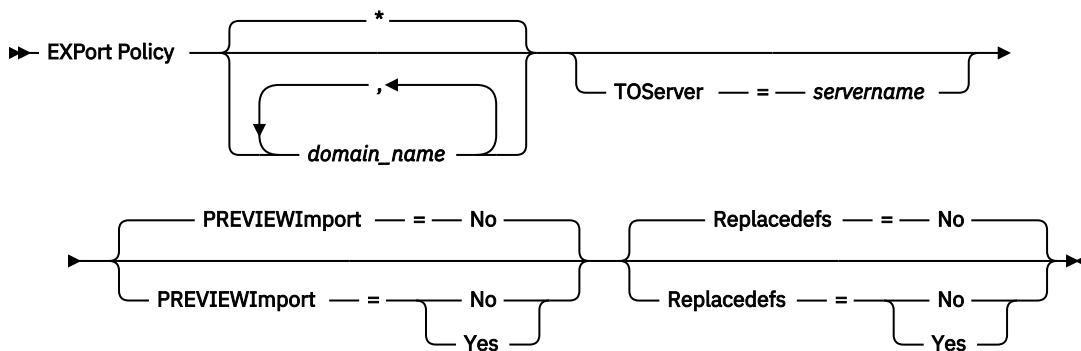 *
EXPort Policy
,
TOServer = servername
domain_name
PREVIEWImport = No Replacedefs = No
PREVIEWImport = No Replacedefs = No
Yes Yes